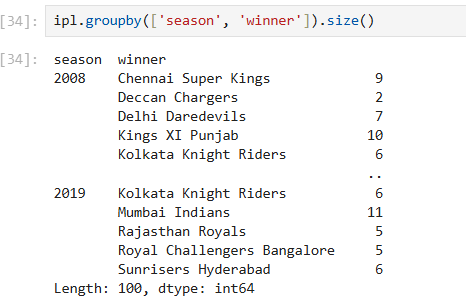 [34]: ipl.groupby(['season', 'winner']).size()
[34]: season winner
2008 Chennai Super Kings 9
Deccan Chargers 2
Delhi Daredevils 7
Kings XI Punjab 10
Kolkata Knight Riders 6
..
2019 Kolkata Knight Riders 6
Mumbai Indians 11
Rajasthan Royals 5
Royal Challengers Bangalore 5
Sunrisers Hyderabad 6
Length: 100, dtype: int64